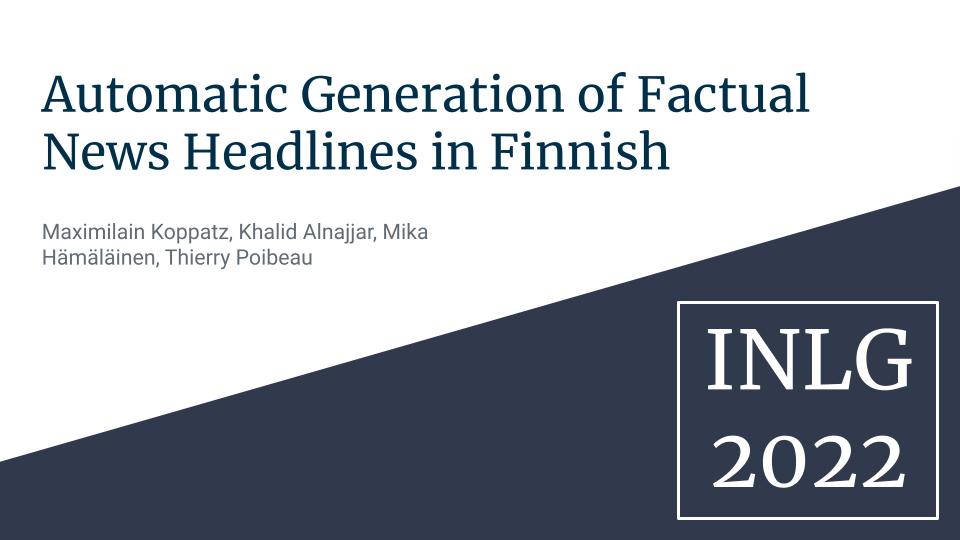 Automatic Generation of Factual
News Headlines in Finnish
Maximilain Koppatz, Khalid Alnajjar, Mika
Hämäläinen, Thierry Poibeau
INLG
2022